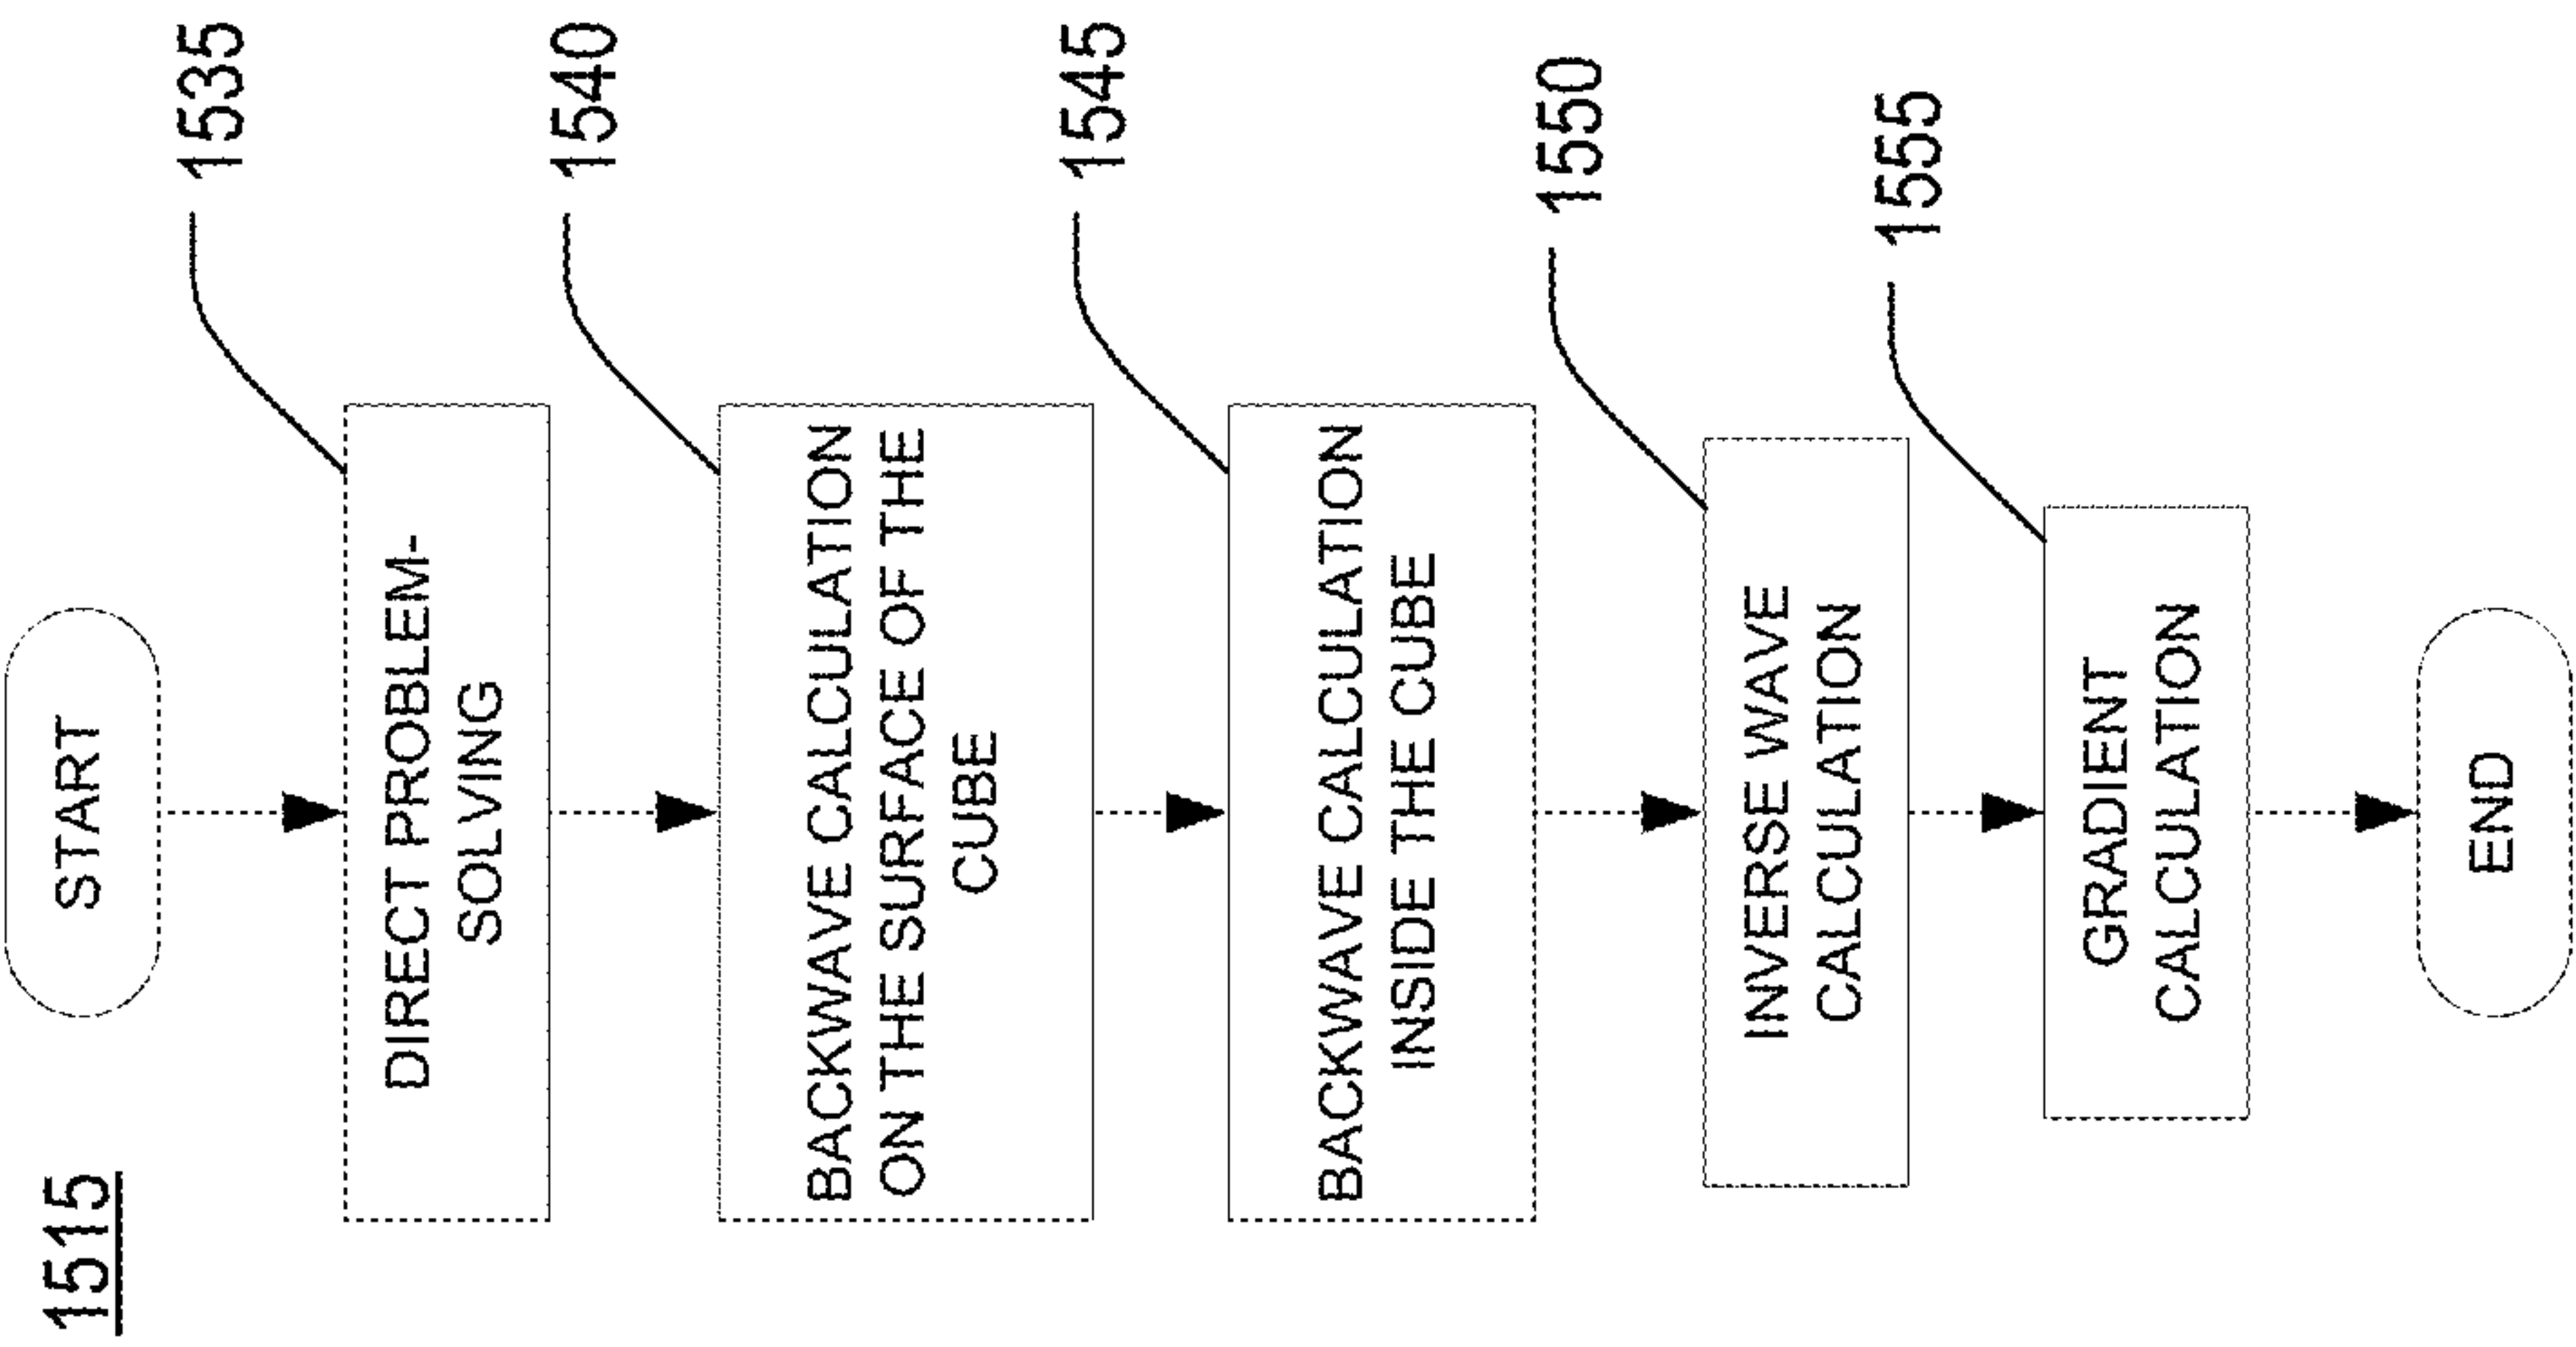 1515
START
DIRECT PROBLEM-
SOLVING
1535
BACKWAVE CALCULATION
ON THE SURFACE OF THE
CUBE
1540
BACKWAVE CALCULATION
INSIDE THE CUBE
1545
INVERSE WAVE
CALCULATION
1550
GRADIENT
CALCULATION
1555
END